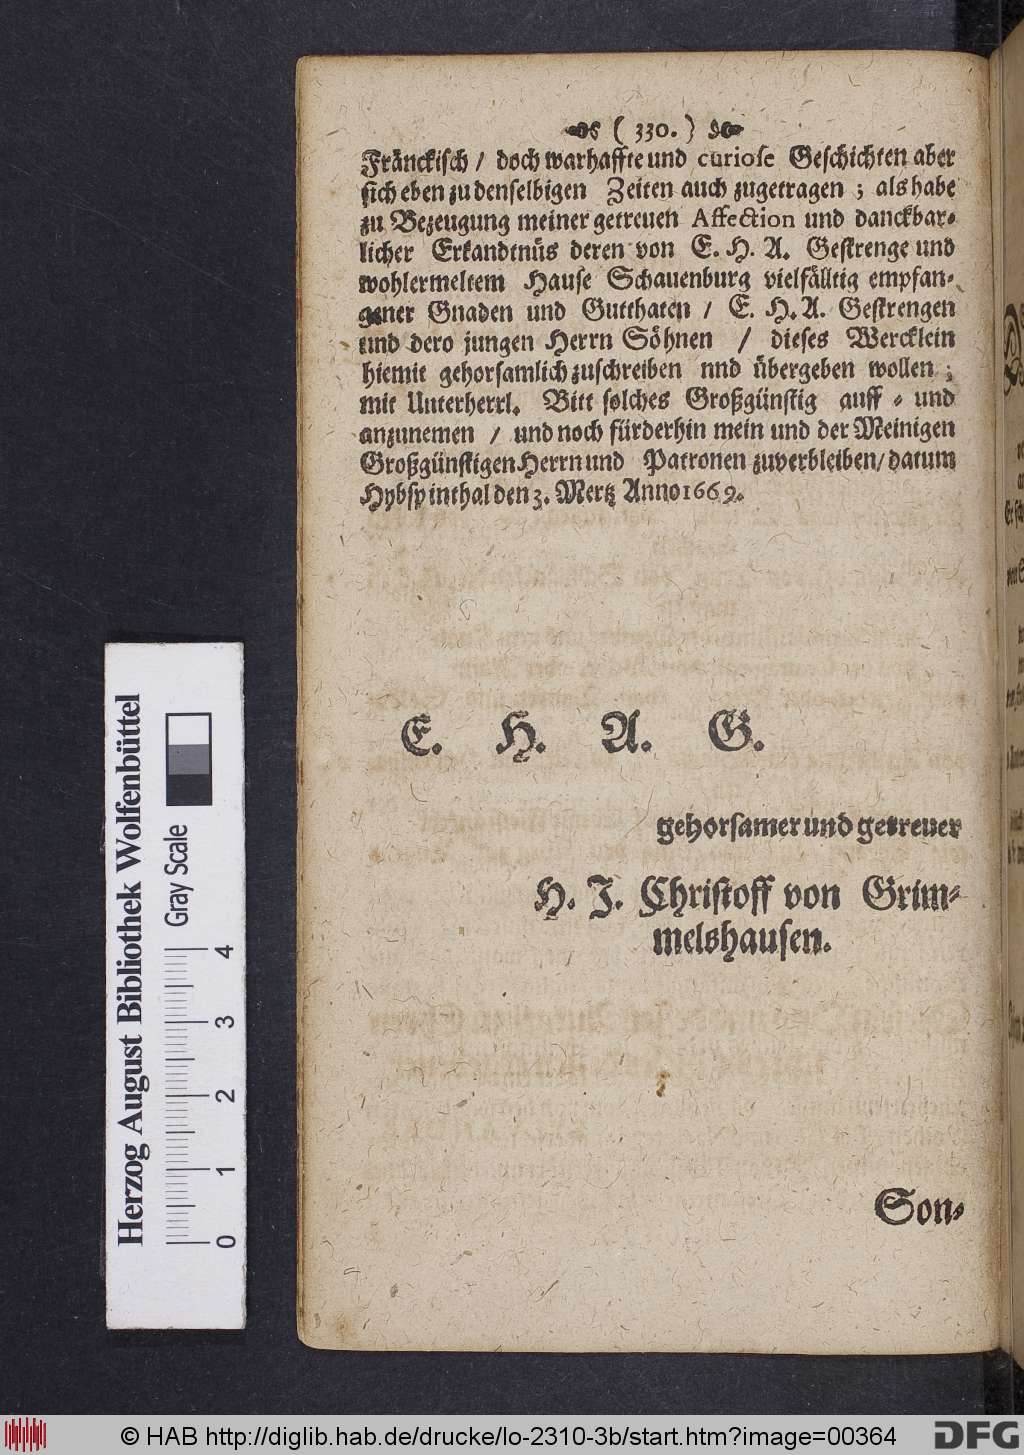 ( 330. )
Fränckisch / doch warhaffte und curiose Geschichten aber
sich eben zu denselbigen Zeiten auch zugetragen ; als habe
zu Bezeugung meiner getreuen Affection und danckbar-
licher Erkandtnüs deren von E. H. A. Gestrenge und
wohlermeltem Hause Schauenburg vielfälltig empfan-
gener Gnaden und Gutthaten / E. H. A. Gestrengen
und dero jungen Herrn Söhnen / dieses Wercklein
hiemit gehorsamlich zuschreiben nnd übergeben wollen ;
mit Unterherrl. Bitt solches Großgünstig auff - und
anzunemen / und noch fürderhin mein und der Meinigen
Großgünstigen Herrn und Patronen zuverbleiben / datum
Hybspinthal den 3. Mertz Anno 1669.
E. H. A. G.
gehorsamer und getreuer
H. J. Christoff von Grim-
melshausen.
Son-
Herzog August Bibliothek Wolfenbüttel
Gray Scale
0 1 2 3 4
© HAB http://diglib.hab.de/drucke/lo-2310-3b/start.htm?image=00364
DFG